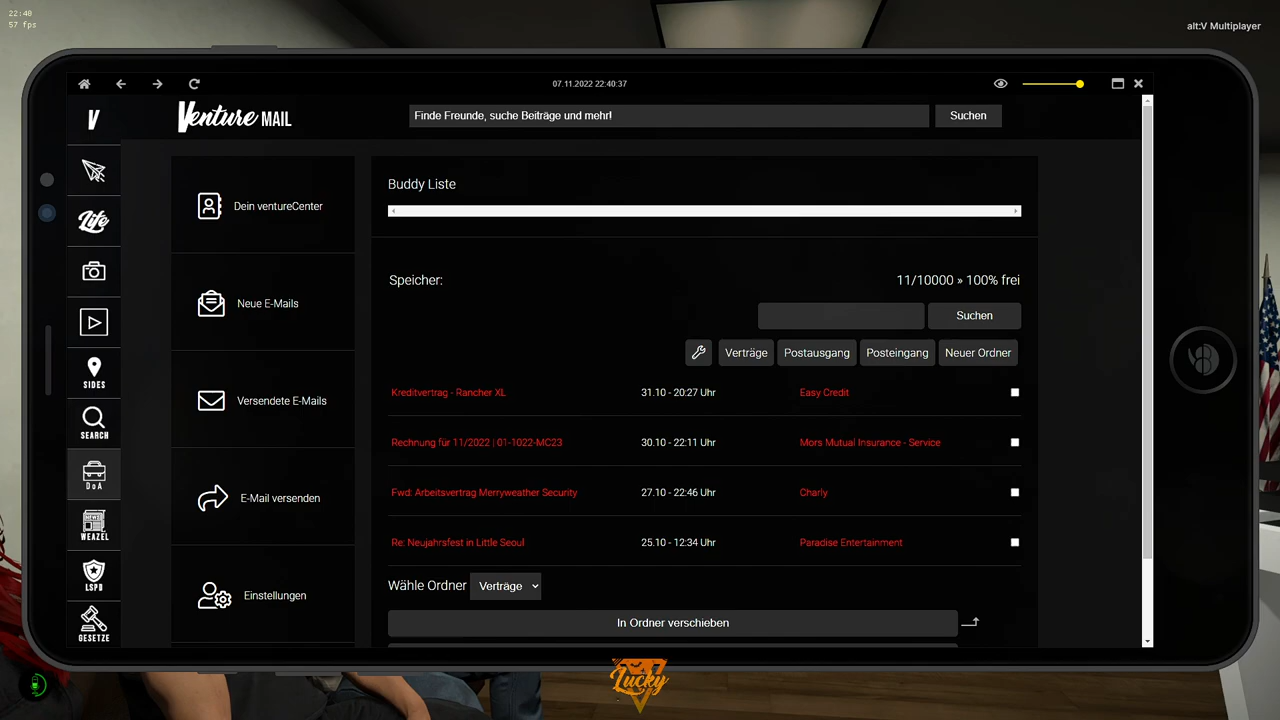 22:40
57 fps
alt:V Multiplayer
07.11.2022 22:40:37
V
Venture MAIL
Finde Freunde, suche Beiträge und mehr!
Suchen
Life
SIDES
SEARCH
DoA
NEWS
WEAZEL
LSPD
GESETZE
Dein ventureCenter
Neue E-Mails
Versendete E-Mails
E-Mail versenden
Einstellungen
Buddy Liste
Speicher:
11/10000 » 100% frei
Suchen
Verträge
Postausgang
Posteingang
Neuer Ordner
Kreditvertrag - Rancher XL 31.10 - 20:27 Uhr Easy Credit
Rechnung für 11/2022 | 01-1022-MC23 30.10 - 22:11 Uhr Mors Mutual Insurance - Service
Fwd: Arbeitsvertrag Merryweather Security 27.10 - 22:46 Uhr Charly
Re: Neujahrsfest in Little Seoul 25.10 - 12:34 Uhr Paradise Entertainment
Wähle Ordner Verträge
In Ordner verschieben
Lucky